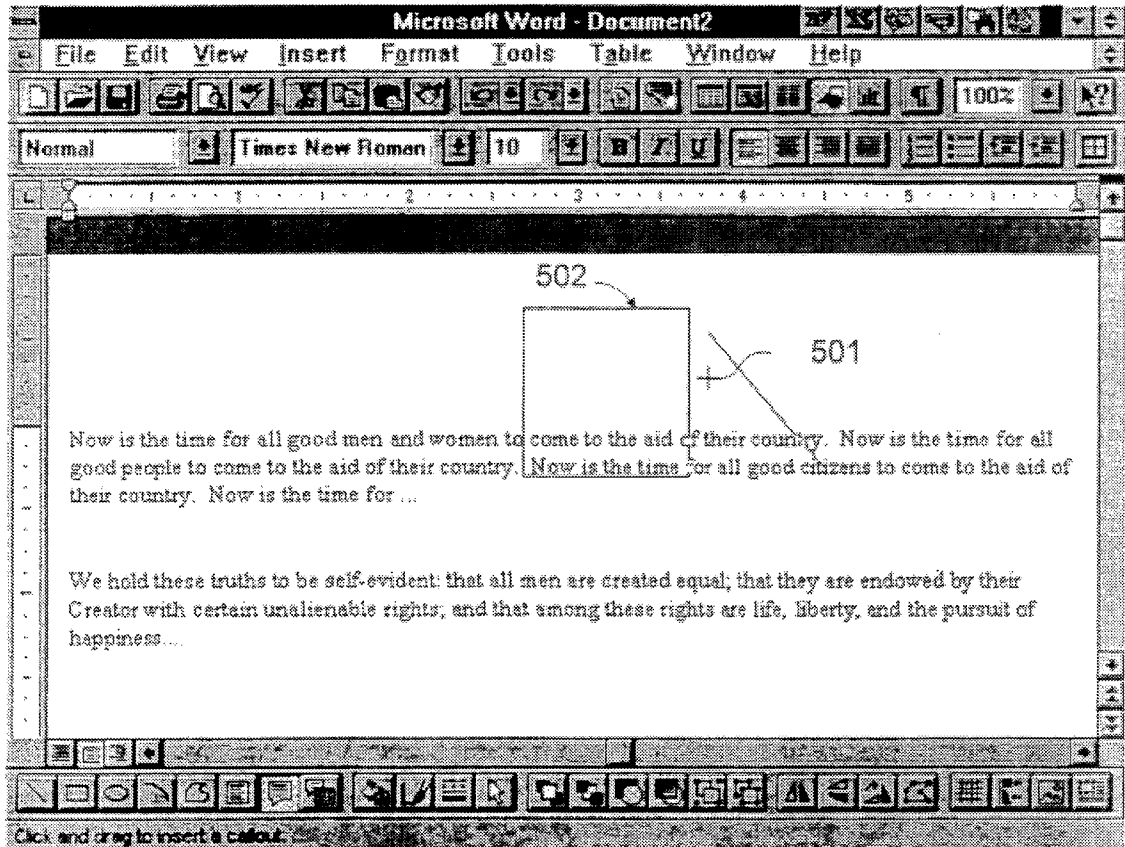 Microsoft Word - Document2
File Edit View Insert Format Tools Table Window Help
100%
Normal Times New Roman 10 B I U
1 2 3 4 5
502
501
Now is the time for all good men and women to come to the aid of their country. Now is the time for all
good people to come to the aid of their country. Now is the time for all good citizens to come to the aid of
their country. Now is the time for ...
We hold these truths to be self-evident: that all men are created equal; that they are endowed by their
Creator with certain unalienable rights; and that among these rights are life, liberty, and the pursuit of
happiness....
Click and drag to insert a callout.